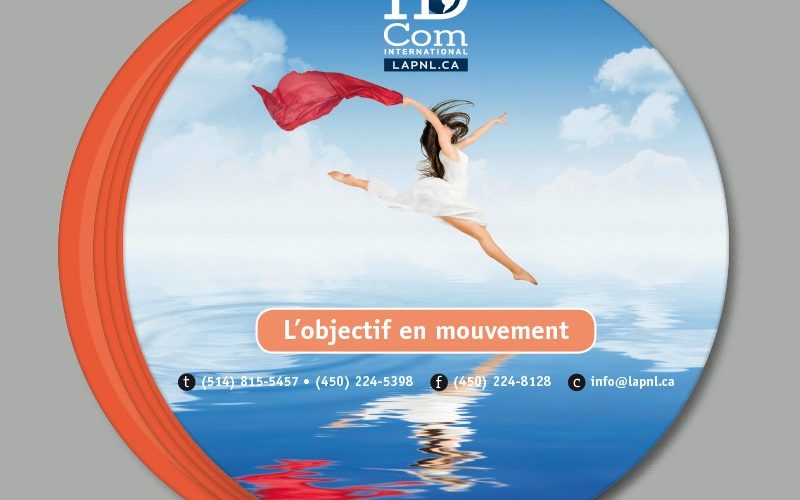 Com
INTERNATIONAL
LAPNL.CA
L'objectif en mouvement
t (514) 815-5457 • (450) 224-5398 f (450) 224-8128 c info@lapnl.ca